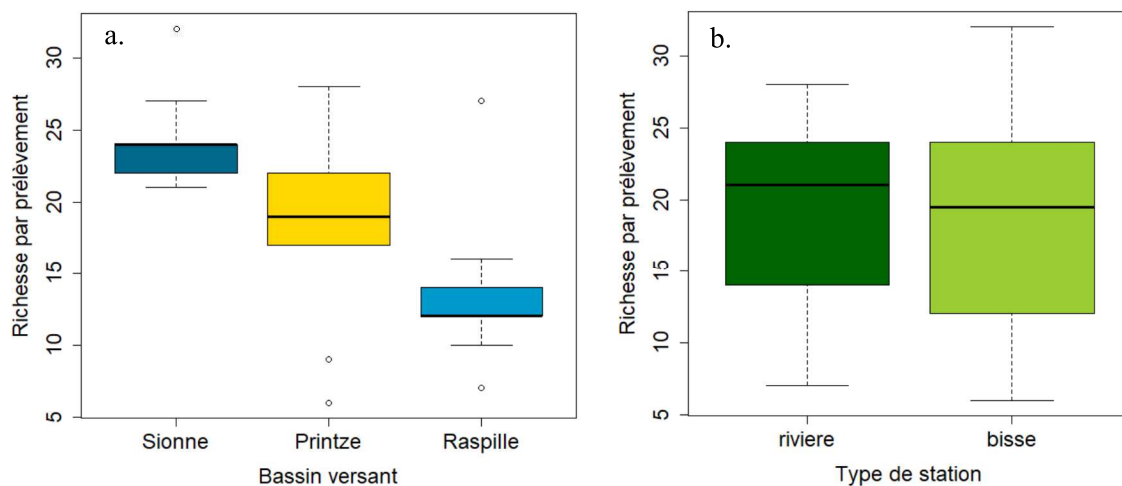 a.
Richesse par prélèvement
30
25
20
15
10
5
Sionne Printze Raspille
Bassin versant
b.
Richesse par prélèvement
30
25
20
15
10
5
riviere bisse
Type de station